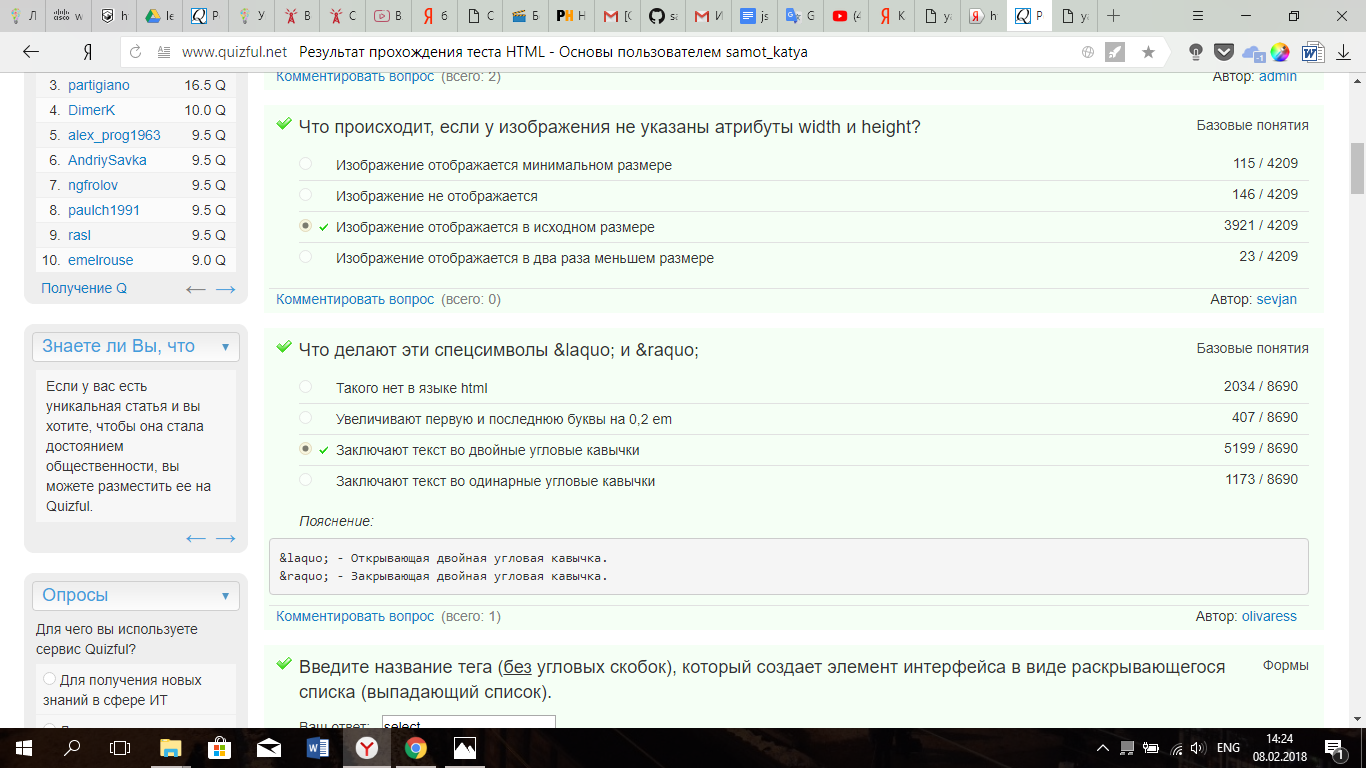 Л
wi
h
le
Р
У
В
С
В.
б
С
Б
Н
[С
sa
И
js
G
(4
К
уа
h
Р
уа
www.quizful.net Результат прохождения теста HTML - Основы пользователем samot_katya
3. partigiano 16.5 Q
4. DimerK 10.0 Q
5. alex_prog1963 9.5 Q
6. AndriySavka 9.5 Q
7. ngfrolov 9.5 Q
8. paulch1991 9.5 Q
9. rasl 9.5 Q
10. emelrouse 9.0 Q
Получение Q
Знаете ли Вы, что
Если у вас есть
уникальная статья и вы
хотите, чтобы она стала
достоянием
общественности, вы
можете разместить ее на
Quizful.
Опросы
Для чего вы используете
сервис Quizful?
Для получения новых
знаний в сфере ИТ
Комментировать вопрос (всего: 2) Автор: admin
Что происходит, если у изображения не указаны атрибуты width и height? Базовые понятия
Изображение отображается минимальном размере 115 / 4209
Изображение не отображается 146 / 4209
Изображение отображается в исходном размере 3921 / 4209
Изображение отображается в два раза меньшем размере 23 / 4209
Комментировать вопрос (всего: 0) Автор: sevjan
Что делают эти спецсимволы &laquo; и &raquo; Базовые понятия
Такого нет в языке html 2034 / 8690
Увеличивают первую и последнюю буквы на 0,2 em 407 / 8690
Заключают текст во двойные угловые кавычки 5199 / 8690
Заключают текст во одинарные угловые кавычки 1173 / 8690
Пояснение:
&laquo; - Открывающая двойная угловая кавычка.
&raquo; - Закрывающая двойная угловая кавычка.
Комментировать вопрос (всего: 1) Автор: olivaress
Введите название тега (без угловых скобок), который создает элемент интерфейса в виде раскрывающегося Формы
списка (выпадающий список).
Ваш ответ: select
ENG
14:24
08.02.2018
1